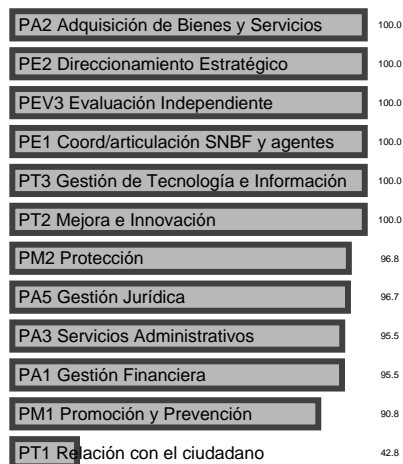 PA2 Adquisición de Bienes y Servicios 100.0
PE2 Direccionamiento Estratégico 100.0
PEV3 Evaluación Independiente 100.0
PE1 Coord/articulación SNBF y agentes 100.0
PT3 Gestión de Tecnología e Información 100.0
PT2 Mejora e Innovación 100.0
PM2 Protección 96.8
PA5 Gestión Jurídica 96.7
PA3 Servicios Administrativos 95.5
PA1 Gestión Financiera 95.5
PM1 Promoción y Prevención 90.8
PT1 Relación con el ciudadano 42.8